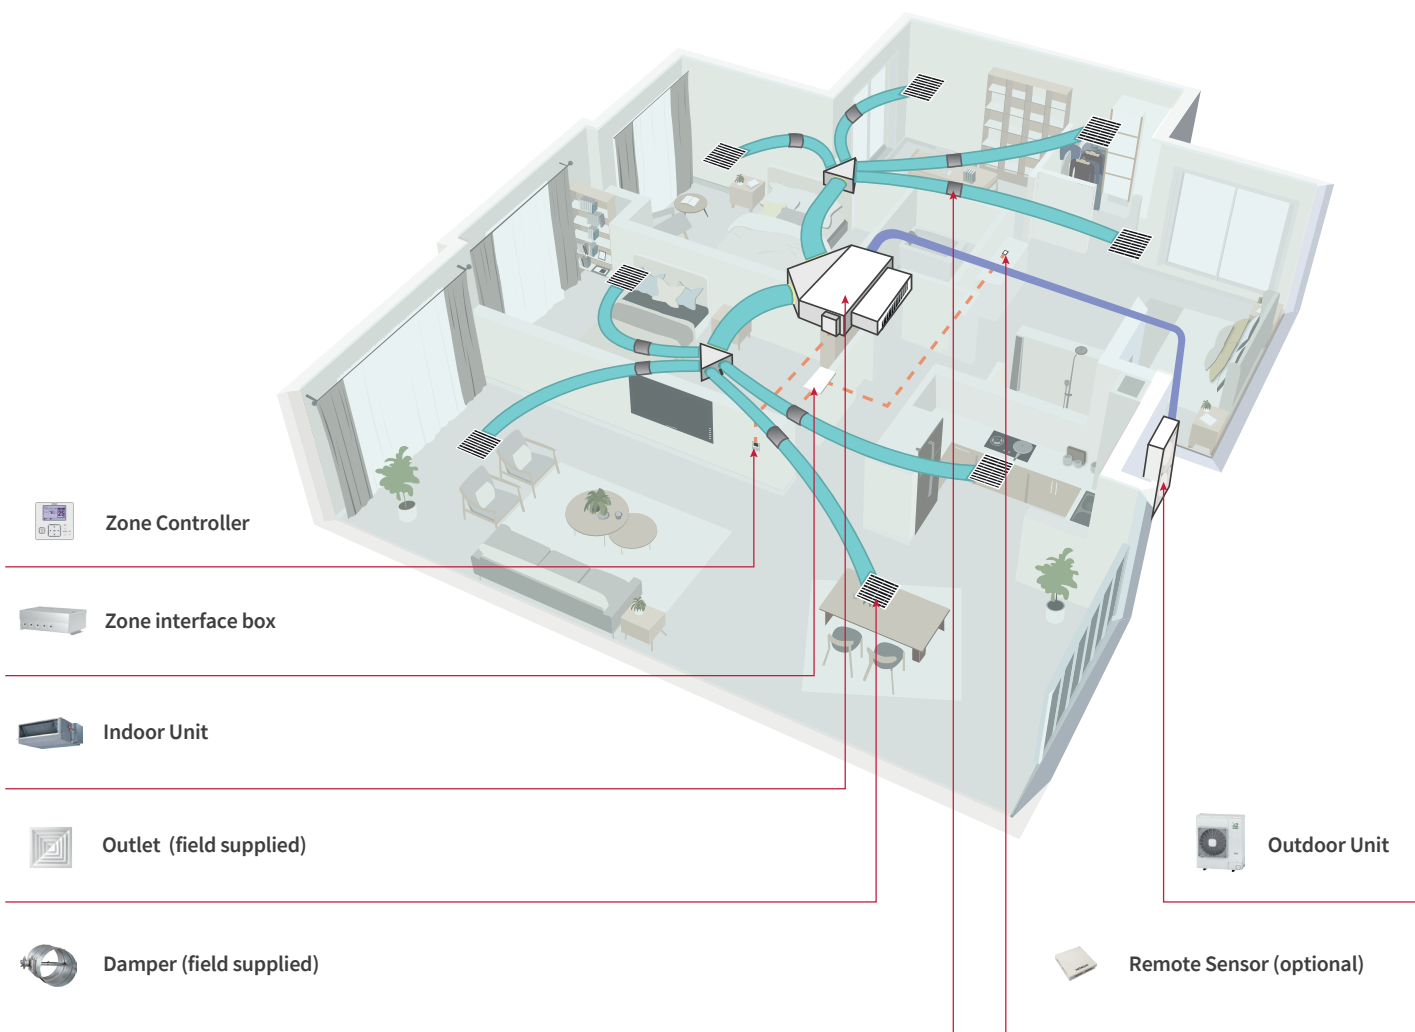 Zone Controller
Zone interface box
Indoor Unit
Outlet (field supplied)
Outdoor Unit
Damper (field supplied)
Remote Sensor (optional)